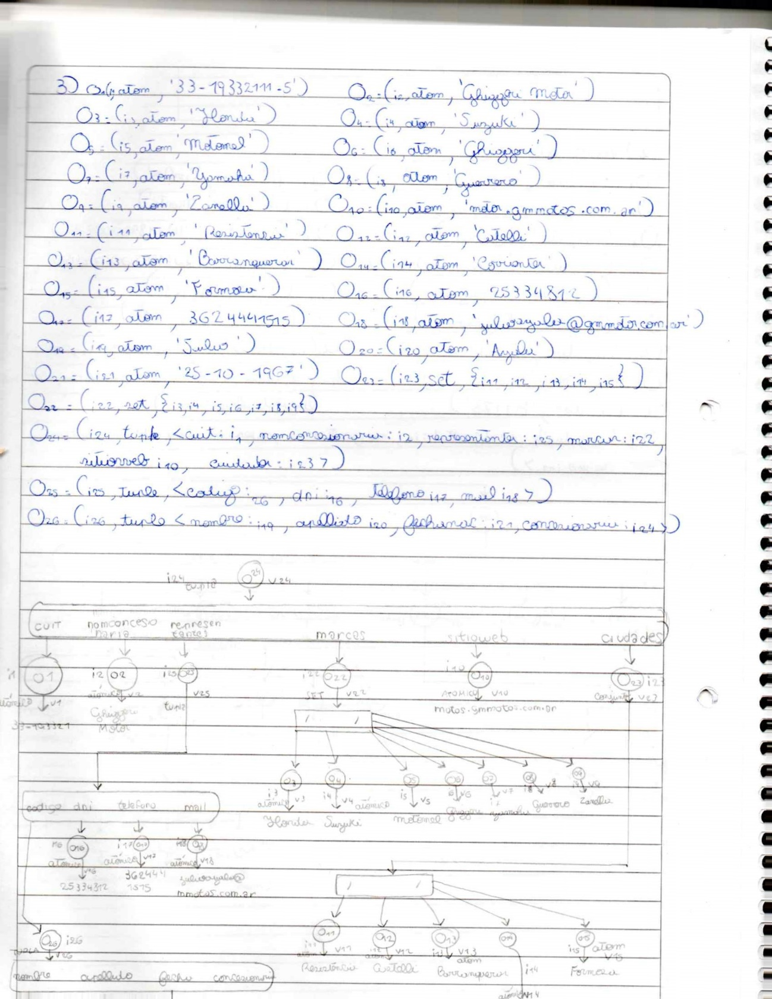 3) O1(i1, atom, '33-19332111-5') O2=(i2, atom, 'Ghiggeri Motor')
O3=(i3, atom, 'Honda') O4=(i4, atom, 'Suzuki')
O5=(i5, atom 'Motomel') O6=(i6, atom, 'Ghiggeri')
O7=(i7, atom, 'Yamaha') O8=(i8, atom, 'Guerrero')
O9=(i9, atom, 'Zanella') O10=(i10, atom, 'motor.gmmotos.com.ar')
O11=(i11, atom, 'Resistencia') O12=(i12, atom, 'Castelli')
O13=(i13, atom, 'Barranqueras') O14=(i14, atom, 'Corrientes')
O15=(i15, atom, 'Formosa') O16=(i16, atom, 25334812)
O17=(i17, atom, 3624441515) O18=(i18, atom, 'julioayala@gmmotor.com.ar')
O19=(i19, atom, 'Julio') O20=(i20, atom, 'Ayala')
O21=(i21, atom, '25-10-1967') O23=(i23, set, {i11, i12, i13, i14, i15})
O22=(i22, set, {i3, i4, i5, i6, i7, i8, i9})
O24=(i24, tuple, <cuit: i1, nomconcesionaria: i2, representantes: i25, marcas: i22,
sitioweb i10, ciudades: i23>)
O25=(i25, tuple, <codigo: i26, dni i16, telefono i17, mail i18>)
O26=(i26, tuple <nombre: i19, apellido i20, fechanac: i21, concesionaria: i24>)
i24 O24 v24
tupla
CUIT nomconcesio represen marcas sitioweb ciudades
naria tantes
i1 O1 i2 O2 i25 O25 i22 O22 i10 O10 O23 i23
atómico v1 atómico v2 v25 SET v22 ATOMICO v10 conjunto v23
tupla motos.gmmotos.com.ar
33-193321 Ghiggeri
Motor
O3 O4 O5 O6 O7 O8 O9
i3 v3 i4 v4 i5 v5 v6 i7 v7 i8 v8 i9 v9
atómico atómico
Honda Suzuki Motomel Ghiggeri Yamaha Guerrero Zanella
codigo dni telefono mail
i16 O16 i17 O17 i18 O18
atómico v16 atómico v17 atómico v18
25334312 362444 julioayala@
1515 mmotos.com.ar
O26 i26 O11 O12 O13 O14 O15
TUPLA v26 i11 v11 i12 v12 i13 v13 i15 atom v15
atom atom atom
Resistencia Castelli Barranqueras i14 Formosa
nombre apellido fecha concesionari
atómico v14